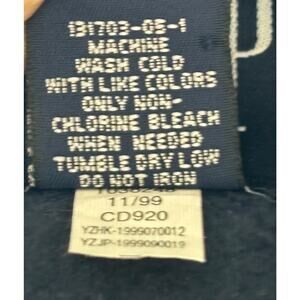 131703-03-1
MACHINE
WASH COLD
WITH LIKE COLORS
ONLY NON-
CHLORINE BLEACH
WHEN NEEDED
TUMBLE DRY LOW
DO NOT IRON
11/99
CD920
YZHK-1999070012
YZJP-1999090019